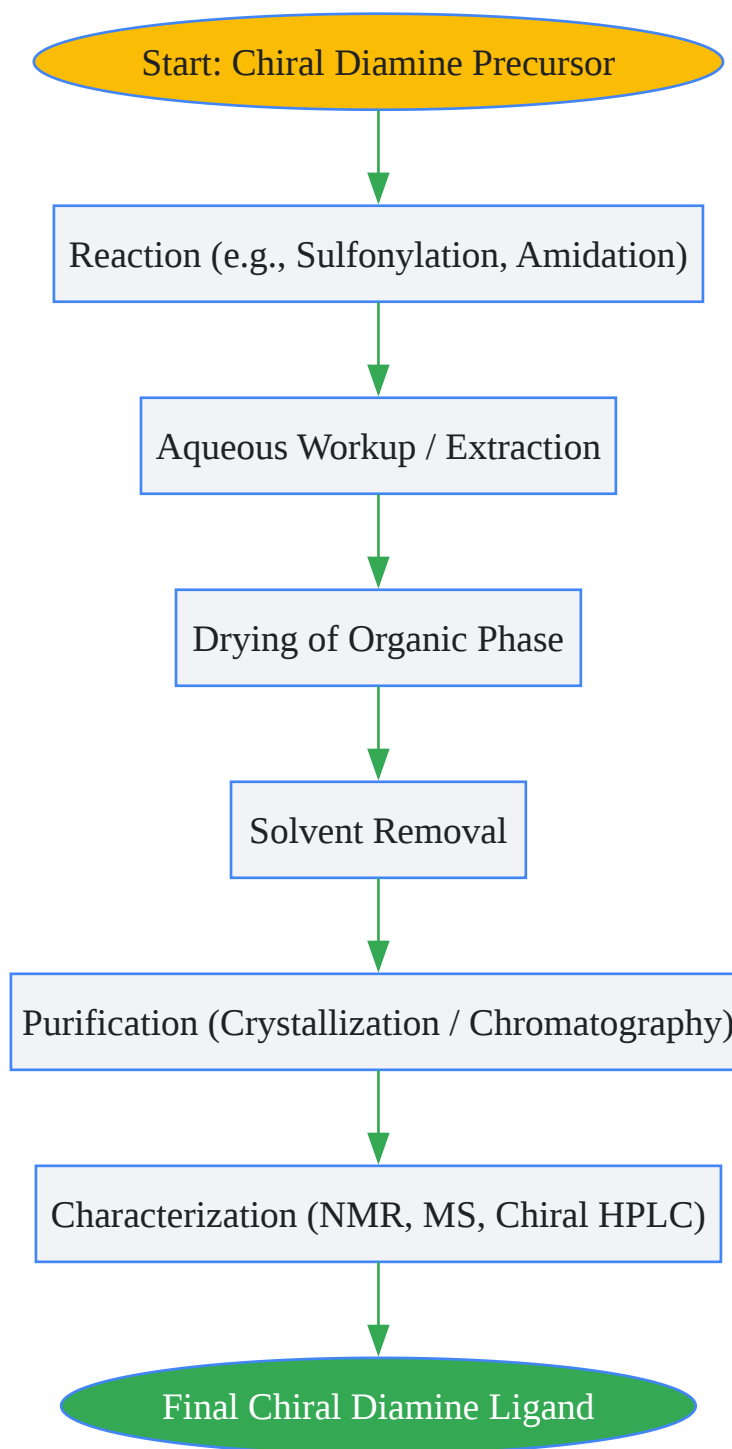 Start: Chiral Diamine Precursor
Reaction (e.g., Sulfonylation, Amidation)
Aqueous Workup / Extraction
Drying of Organic Phase
Solvent Removal
Purification (Crystallization / Chromatography)
Characterization (NMR, MS, Chiral HPLC)
Final Chiral Diamine Ligand